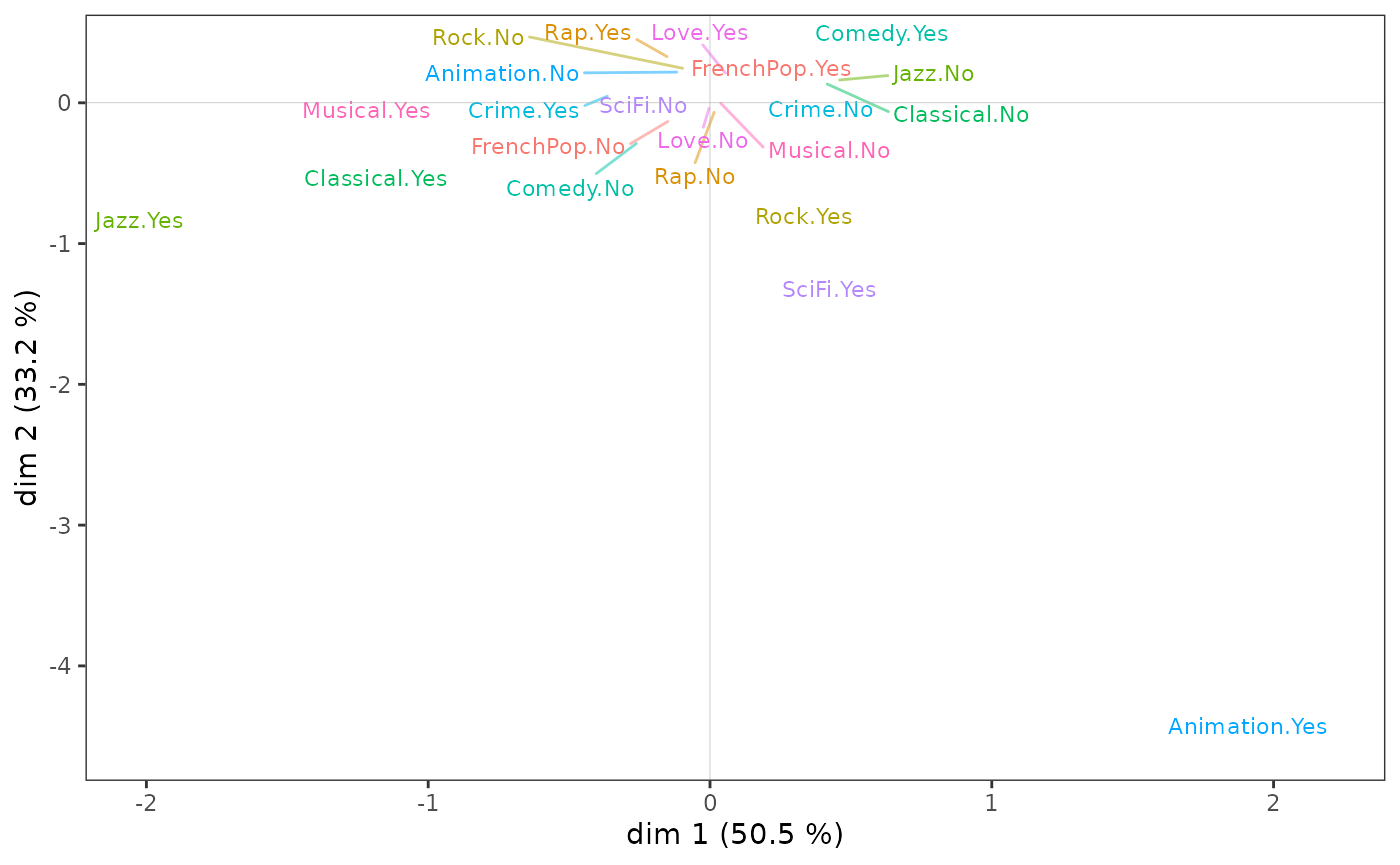 Rock.No
Rap.Yes
Love.Yes
Comedy.Yes
Animation.No
FrenchPop.Yes
Jazz.No
0
Musical.Yes
Crime.Yes
SciFi.No
Crime.No
Classical.No
FrenchPop.No
Love.No
Musical.No
Classical.Yes
Comedy.No
Rap.No
Jazz.Yes
Rock.Yes
-1
SciFi.Yes
-2
-3
-4
Animation.Yes
dim 2 (33.2 %)
-2
-1
0
1
2
dim 1 (50.5 %)